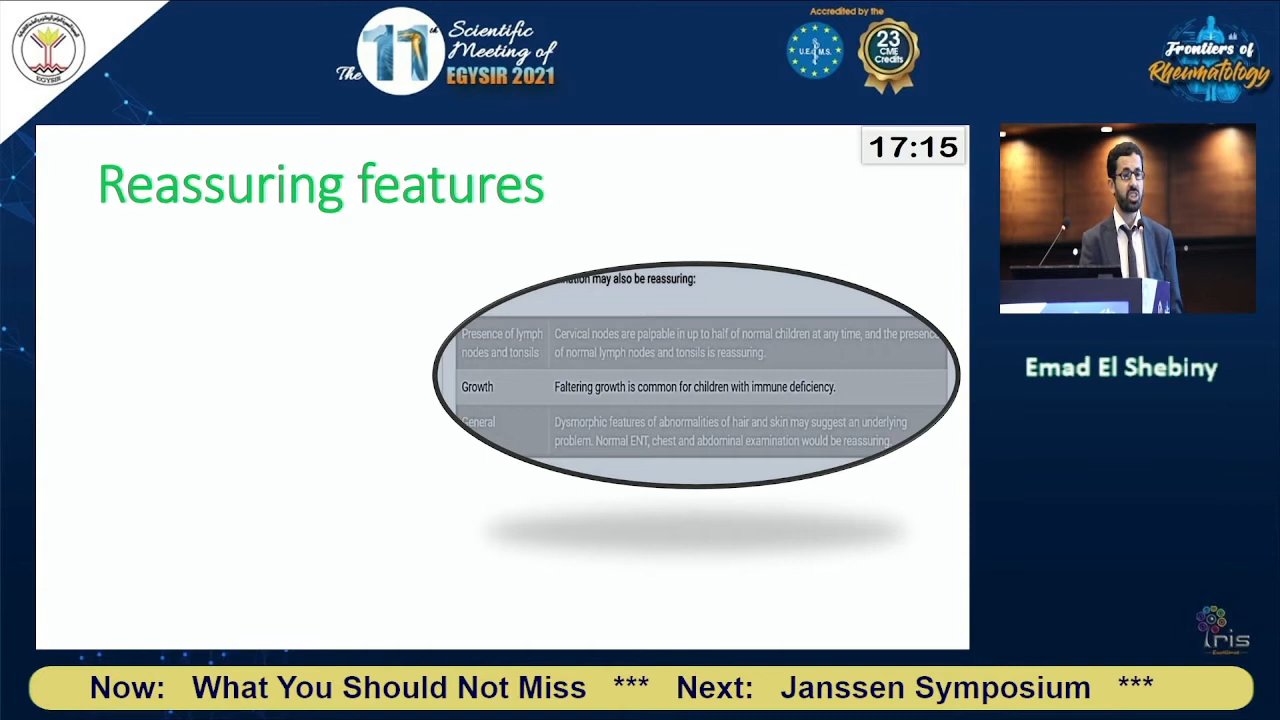 EGYSIR
The 11th Scientific
Meeting of
EGYSIR 2021
Accredited by the
U.E.M.S.
23
CME
Credits
Frontiers of
Rheumatology
17:15
Reassuring features
may also be reassuring:
Presence of lymph nodes and tonsils
Cervical nodes are palpable in up to half of normal children at any time, and the presence
of normal lymph nodes and tonsils is reassuring.
Growth
Faltering growth is common for children with immune deficiency.
General
Dysmorphic features of abnormalities of hair and skin may suggest an underlying
problem. Normal ENT, chest and abdominal examination would be reassuring.
Emad El Shebiny
Iris
Now: What You Should Not Miss *** Next: Janssen Symposium ***